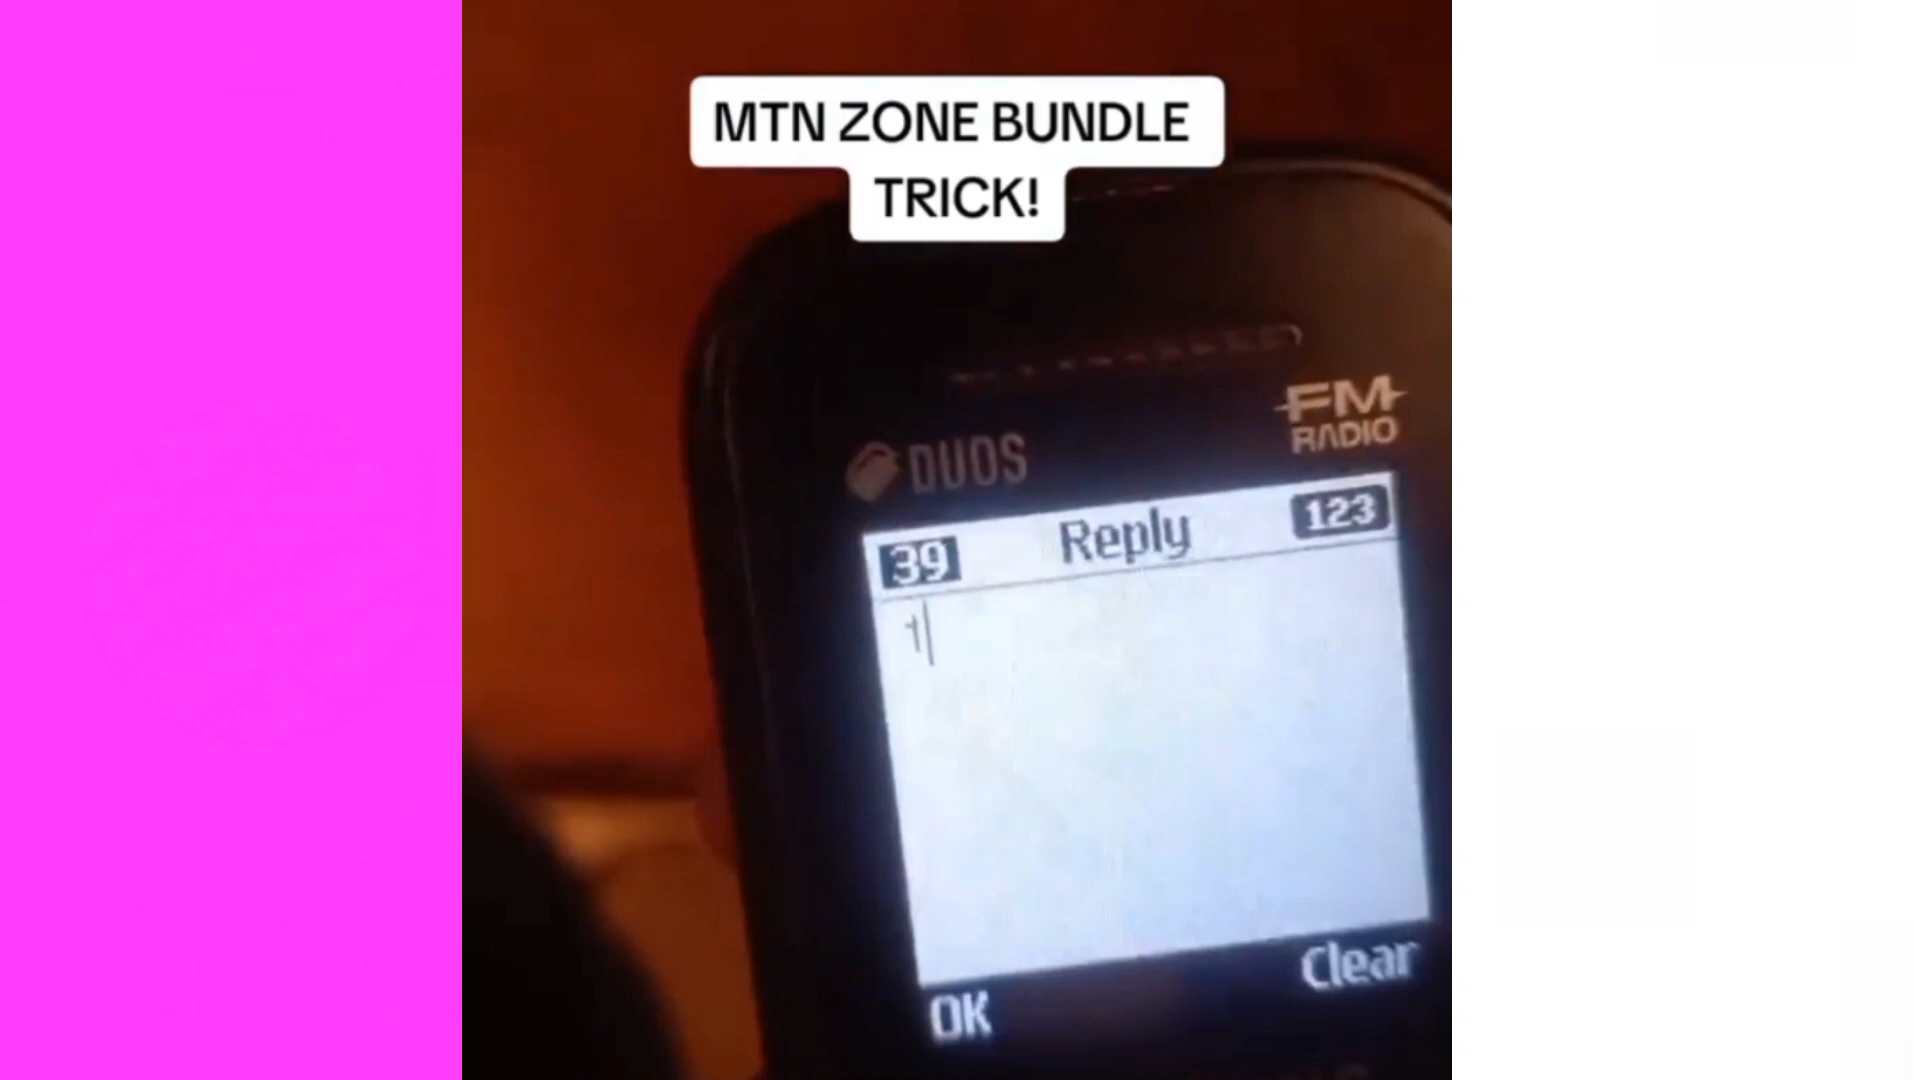 MTN ZONE BUNDLE
TRICK!
FM
RADIO
DUOS
39 Reply 123
1
Clear
OK